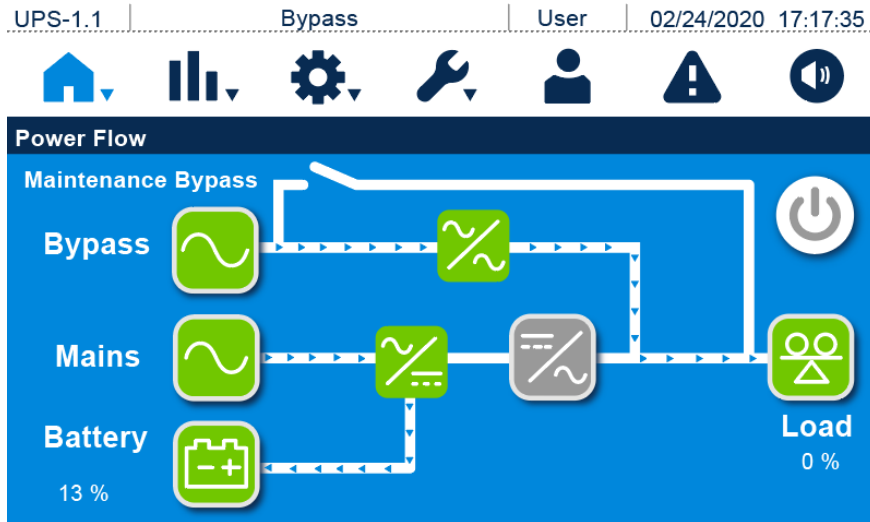 UPS-1.1 Bypass User 02/24/2020 17:17:35
Power Flow
Maintenance Bypass
Bypass
Mains
Battery
13 %
Load
0 %